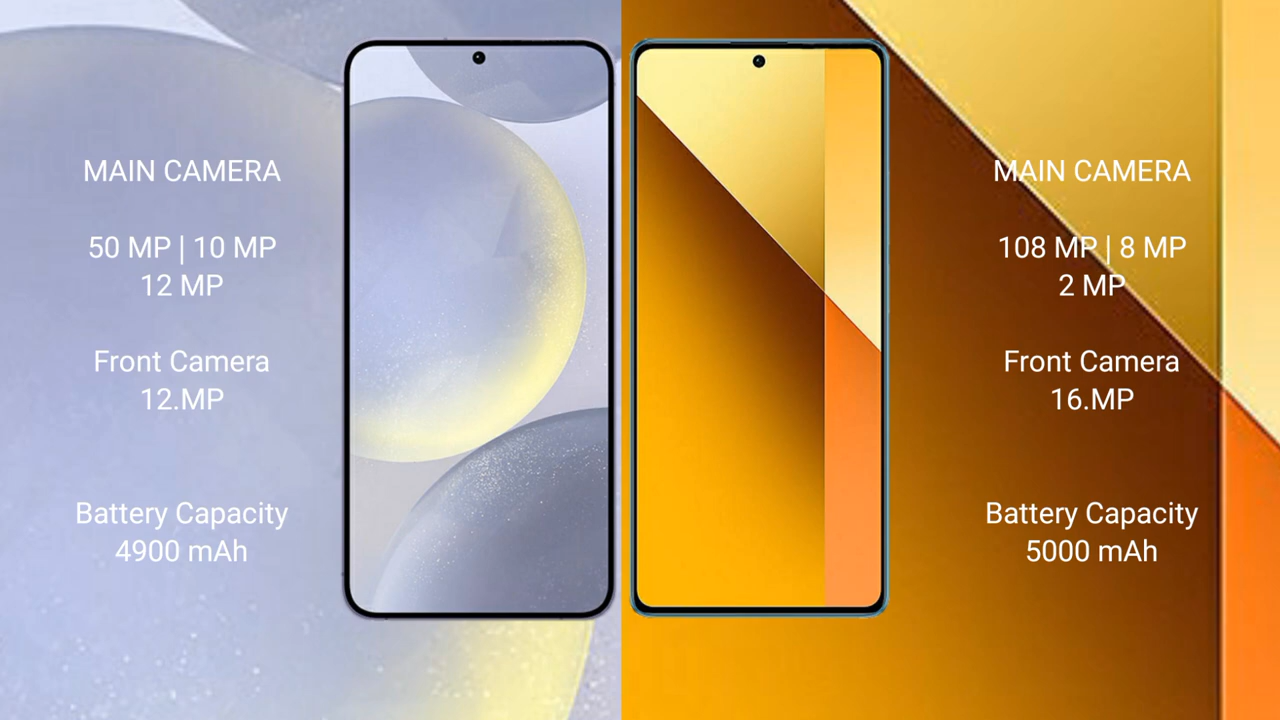 MAIN CAMERA
50 MP | 10 MP
12 MP
Front Camera
12.MP
Battery Capacity
4900 mAh
MAIN CAMERA
108 MP | 8 MP
2 MP
Front Camera
16.MP
Battery Capacity
5000 mAh